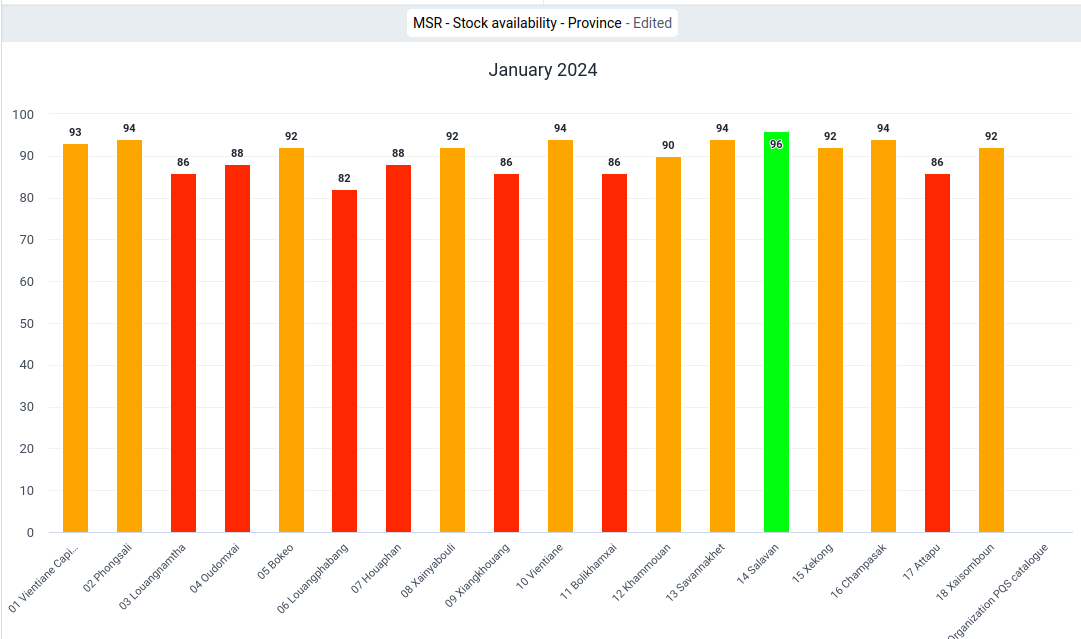 MSR - Stock availability - Province - Edited
January 2024
100
90
80
70
60
50
40
30
20
10
0
93
94
86
88
92
82
88
92
86
94
86
90
94
96
92
94
86
92
01 Vientiane Capi...
02 Phongsali
03 Louangnamtha
04 Oudomxai
05 Bokeo
06 Louangphabang
07 Houaphan
08 Xainyabouli
09 Xiangkhouang
10 Vientiane
11 Bolikhamxai
12 Khammouan
13 Savannakhet
14 Salavan
15 Xekong
16 Champasak
17 Attapu
18 Xaisomboun
Organization PQS catalogue